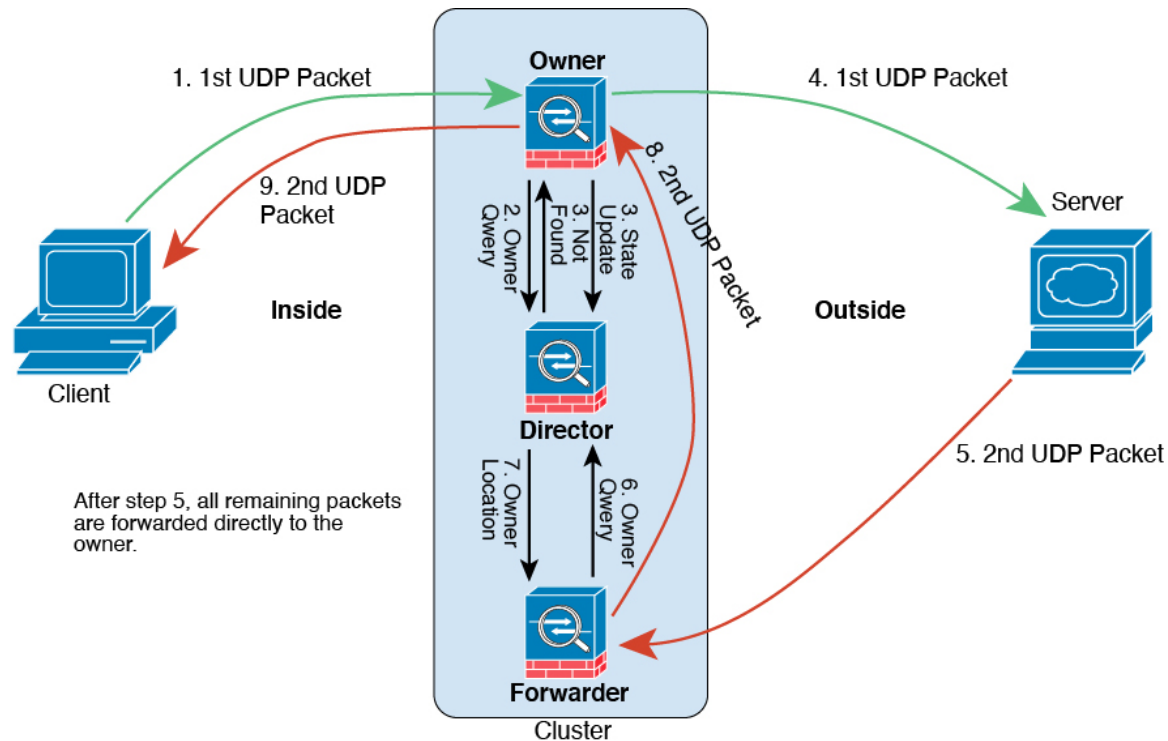 Owner
1. 1st UDP Packet
4. 1st UDP Packet
9. 2nd UDP
Packet
2. Owner
Qwery
3. Not
Found
3. State
Update
8. 2nd UDP Packet
Server
Inside
Outside
Client
Director
5. 2nd UDP Packet
7. Owner
Location
6. Owner
Qwery
After step 5, all remaining packets
are forwarded directly to the
owner.
Forwarder
Cluster